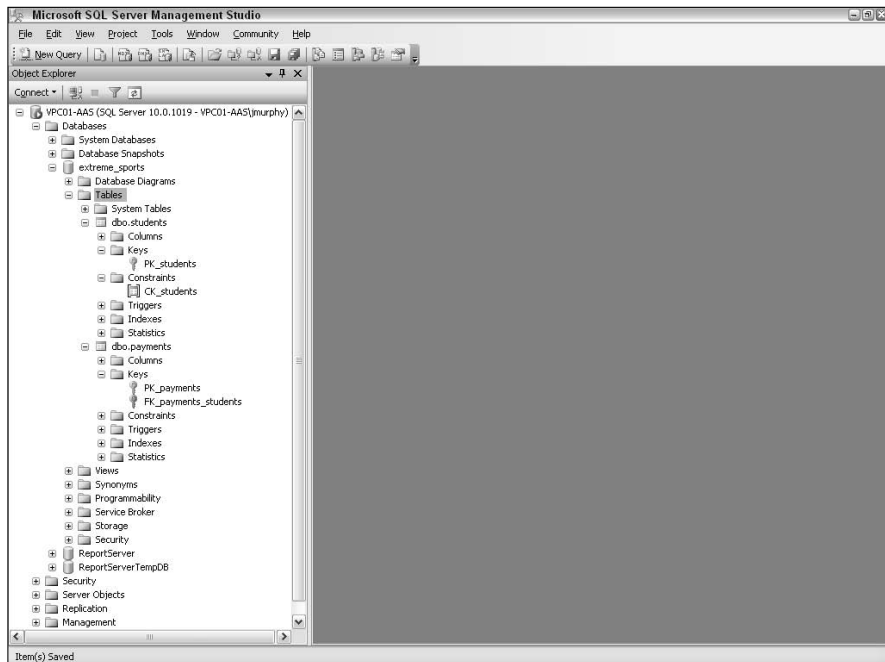 Microsoft SQL Server Management Studio
File Edit View Project Tools Window Community Help
New Query
Object Explorer
Connect
VPC01-AAS (SQL Server 10.0.1019 - VPC01-AAS\jmurphy)
Databases
System Databases
Database Snapshots
extreme_sports
Database Diagrams
Tables
System Tables
dbo.students
Columns
Keys
PK_students
Constraints
CK_students
Triggers
Indexes
Statistics
dbo.payments
Columns
Keys
PK_payments
FK_payments_students
Constraints
Triggers
Indexes
Statistics
Views
Synonyms
Programmability
Service Broker
Storage
Security
ReportServer
ReportServerTempDB
Security
Server Objects
Replication
Management
Item(s) Saved